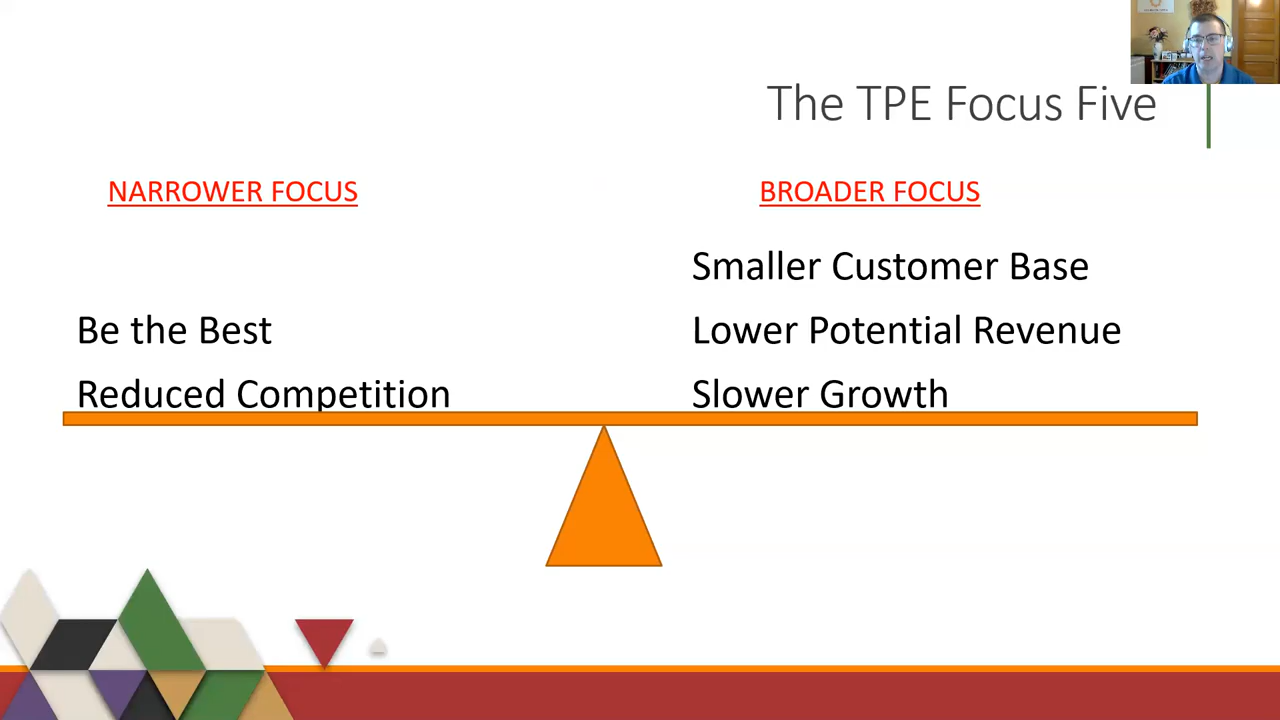 The TPE Focus Five
NARROWER FOCUS
BROADER FOCUS
Smaller Customer Base
Be the Best
Lower Potential Revenue
Reduced Competition
Slower Growth